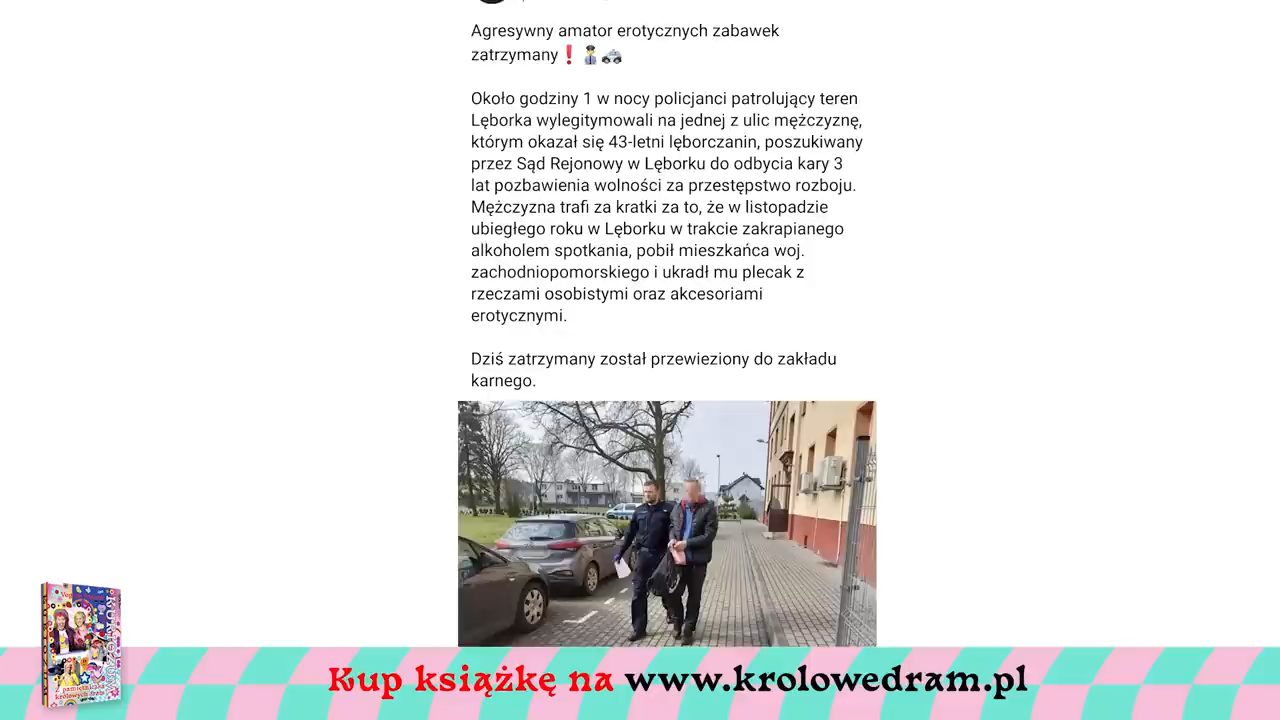 Agresywny amator erotycznych zabawek
zatrzymany❗👮🚓
Około godziny 1 w nocy policjanci patrolujący teren
Lęborka wylegitymowali na jednej z ulic mężczyznę,
którym okazał się 43-letni lęborczanin, poszukiwany
przez Sąd Rejonowy w Lęborku do odbycia kary 3
lat pozbawienia wolności za przestępstwo rozboju.
Mężczyzna trafi za kratki za to, że w listopadzie
ubiegłego roku w Lęborku w trakcie zakrapianego
alkoholem spotkania, pobił mieszkańca woj.
zachodniopomorskiego i ukradł mu plecak z
rzeczami osobistymi oraz akcesoriami
erotycznymi.
Dziś zatrzymany został przewieziony do zakładu
karnego.
Z pamiętnika
królowych dram
Kup książkę na www.krolowedram.pl